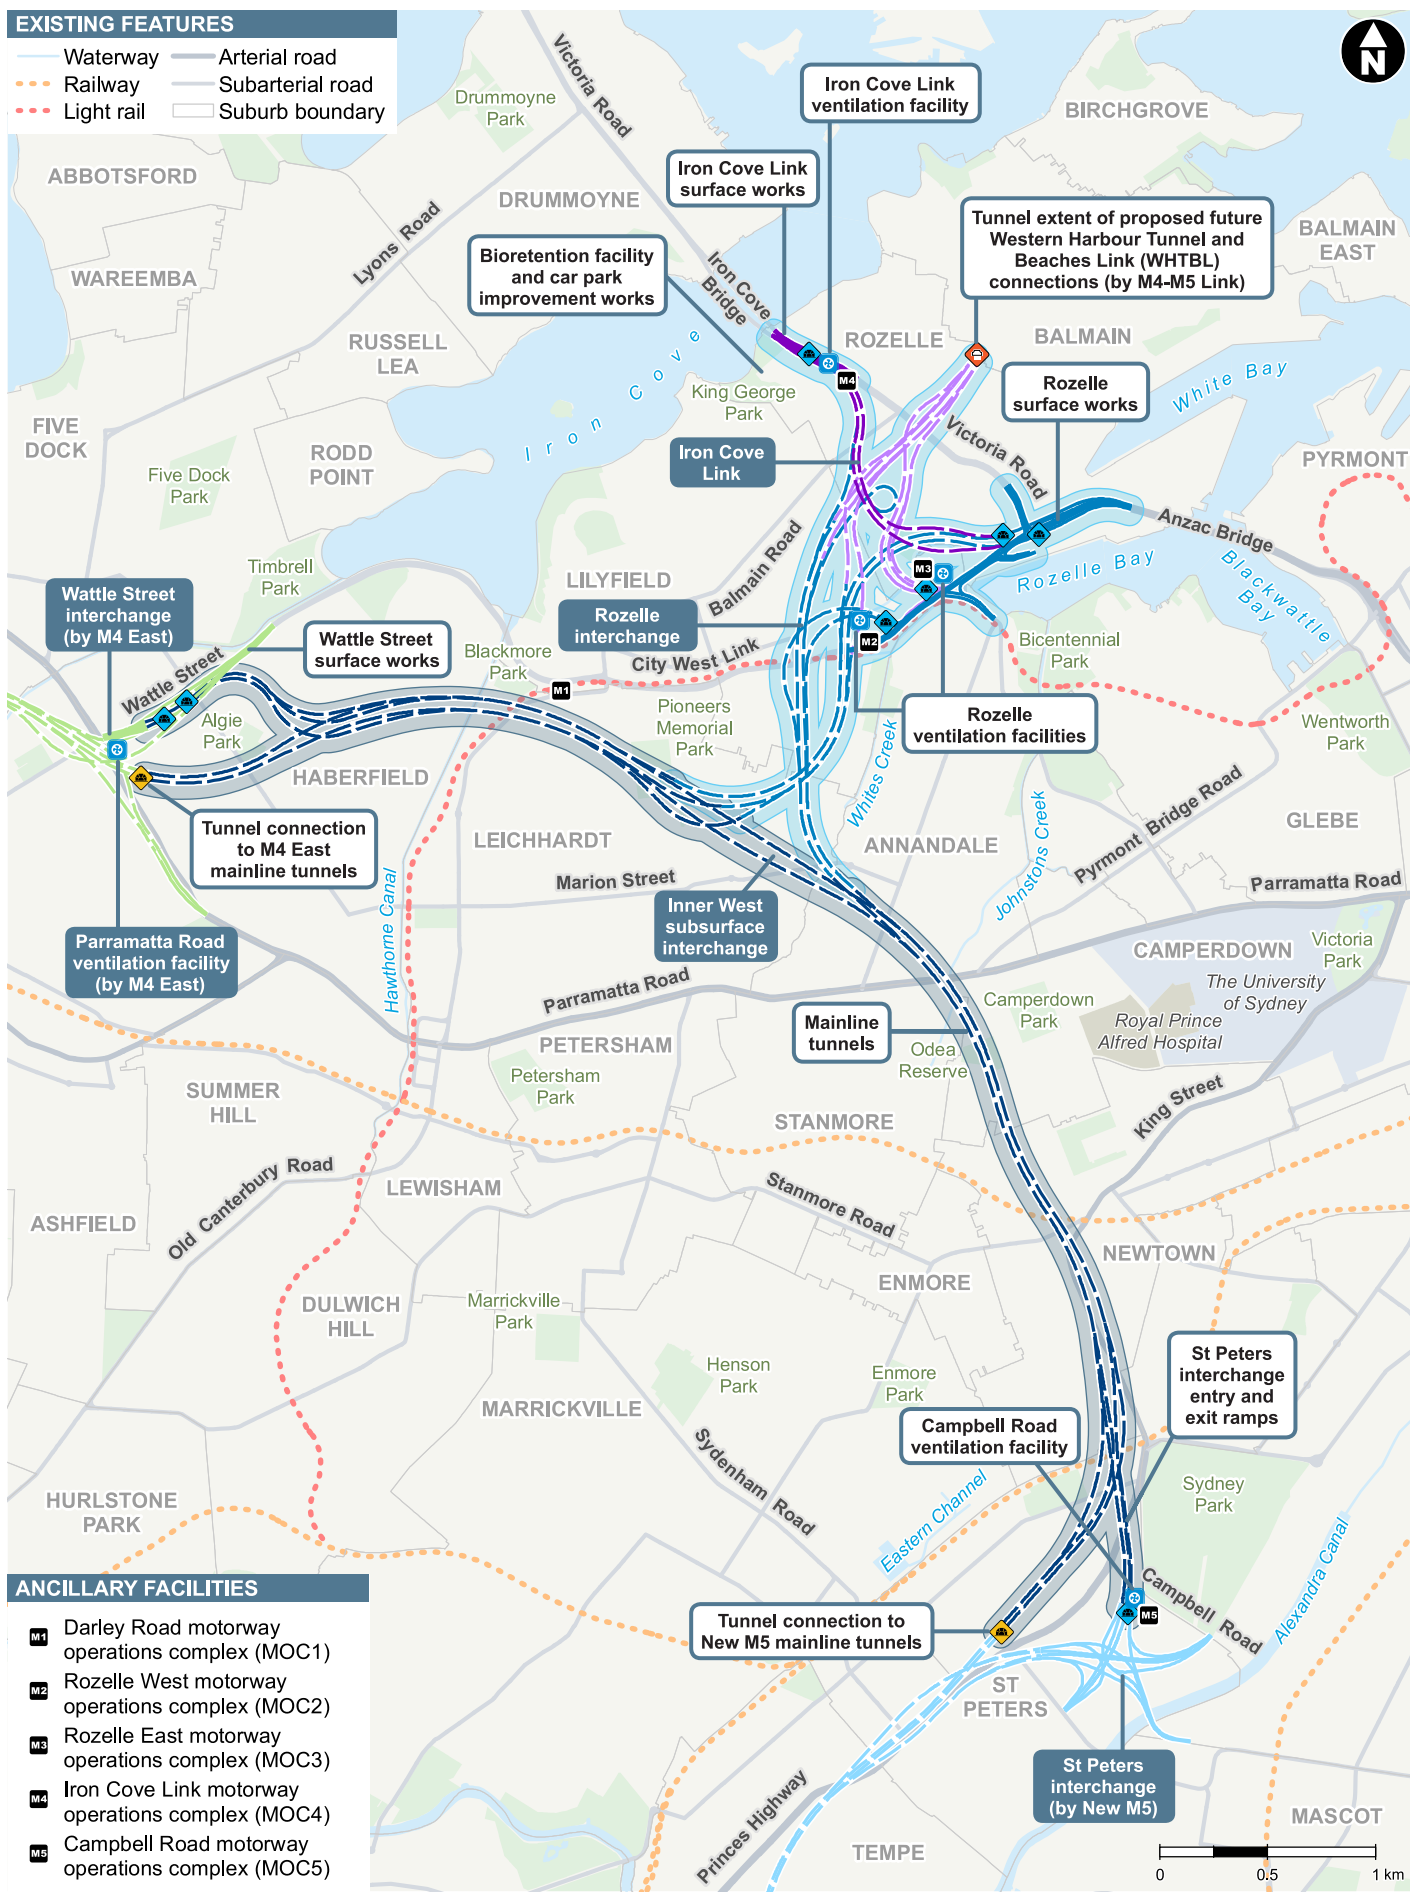 EXISTING FEATURES
Waterway
Arterial road
Railway
Subarterial road
Light rail
Suburb boundary
N
Victoria Road
Drummoyne
Park
Iron Cove Link
ventilation facility
BIRCHGROVE
ABBOTSFORD
Iron Cove Link
surface works
DRUMMOYNE
Lyons Road
Tunnel extent of proposed future
Western Harbour Tunnel and
Beaches Link (WHTBL)
connections (by M4-M5 Link)
BALMAIN
EAST
WAREEMBA
Bioretention facility
and car park
improvement works
Iron Cove
Bridge
RUSSELL
LEA
ROZELLE
BALMAIN
Iron Cove
M4
King George
Park
White Bay
Rozelle
surface works
FIVE
DOCK
RODD
POINT
Victoria Road
Five Dock
Park
Iron Cove
Link
PYRMONT
Anzac Bridge
Timbrell
Park
LILYFIELD
Balmain Road
M3
Rozelle Bay
Blackwattle
Bay
Wattle Street
interchange
(by M4 East)
Rozelle
interchange
Wattle Street
surface works
Blackmore
Park
City West Link
M2
Bicentennial
Park
Wattle Street
M1
Algie
Park
Pioneers
Memorial
Park
Rozelle
ventilation facilities
Wentworth
Park
HABERFIELD
Whites Creek
Johnstons Creek
Pyrmont Bridge Road
GLEBE
Tunnel connection
to M4 East
mainline tunnels
LEICHHARDT
ANNANDALE
Marion Street
Parramatta Road
Hawthorne Canal
Inner West
subsurface
interchange
Parramatta Road
ventilation facility
(by M4 East)
CAMPERDOWN
Victoria
Park
The University
of Sydney
Parramatta Road
Camperdown
Park
Royal Prince
Alfred Hospital
Mainline
tunnels
PETERSHAM
Odea
Reserve
Petersham
Park
SUMMER
HILL
King Street
STANMORE
Old Canterbury Road
LEWISHAM
Stanmore Road
ASHFIELD
NEWTOWN
ENMORE
DULWICH
HILL
Marrickville
Park
Henson
Park
Enmore
Park
St Peters
interchange
entry and
exit ramps
MARRICKVILLE
Campbell Road
ventilation facility
Sydenham Road
Sydney
Park
HURLSTONE
PARK
Eastern Channel
Alexandra Canal
Campbell Road
M5
Tunnel connection to
New M5 mainline tunnels
ST
PETERS
St Peters
interchange
(by New M5)
Princes Highway
TEMPE
MASCOT
0
0.5
1 km
ANCILLARY FACILITIES
M1
Darley Road motorway
operations complex (MOC1)
M2
Rozelle West motorway
operations complex (MOC2)
M3
Rozelle East motorway
operations complex (MOC3)
M4
Iron Cove Link motorway
operations complex (MOC4)
M5
Campbell Road motorway
operations complex (MOC5)